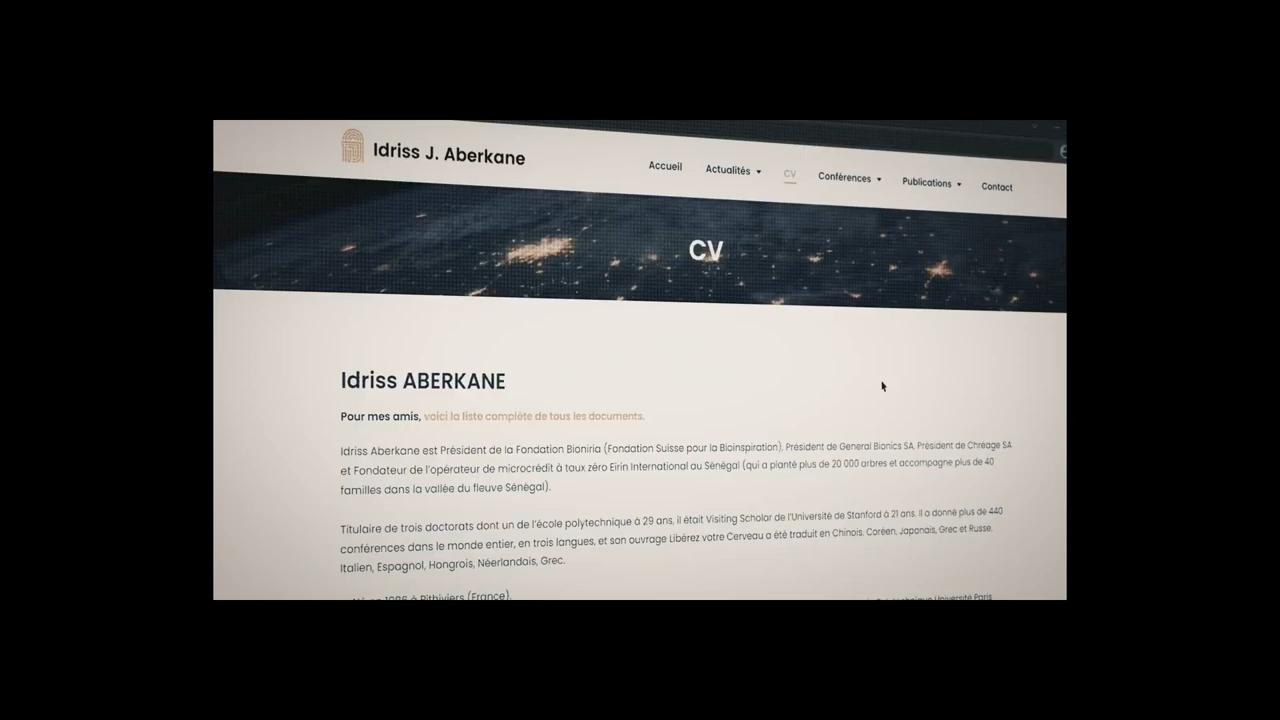 Idriss J. Aberkane
Accueil Actualités CV Conférences Publications Contact
CV
Idriss ABERKANE
Pour mes amis, voici la liste complète de tous les documents.
Idriss Aberkane est Président de la Fondation Bioniria (Fondation Suisse pour la Bioinspiration), Président de General Bionics SA, Président de Chréage SA
et Fondateur de l'opérateur de microcrédit à taux zéro Eirin International au Sénégal (qui a planté plus de 20 000 arbres et accompagne plus de 40
familles dans la vallée du fleuve Sénégal).
Titulaire de trois doctorats dont un de l'école polytechnique à 29 ans, il était Visiting Scholar de l'Université de Stanford à 21 ans. Il a donné plus de 440
conférences dans le monde entier, en trois langues, et son ouvrage Libérez votre Cerveau a été traduit en Chinois, Coréen, Japonais, Grec et Russe,
Italien, Espagnol, Hongrois, Néerlandais, Grec.
1986 à Pithiviers (France).
Université Paris